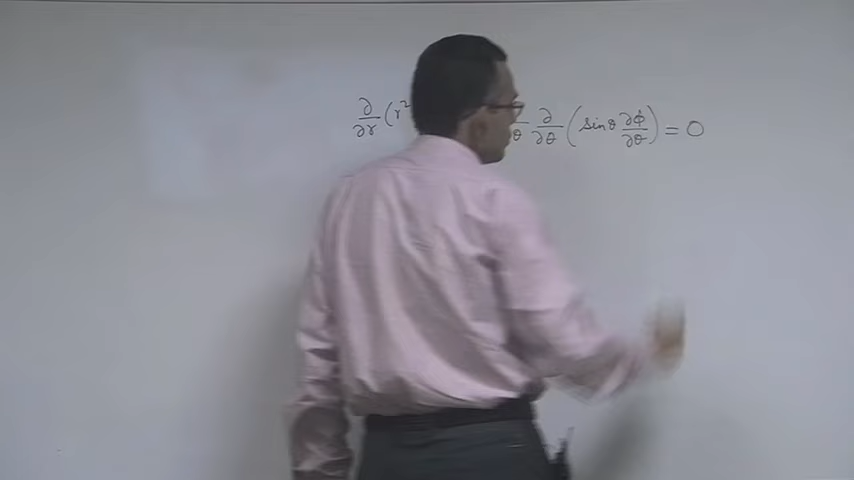 ∂/∂r (r² θ ∂/∂θ (sinθ ∂ϕ/∂θ) = 0